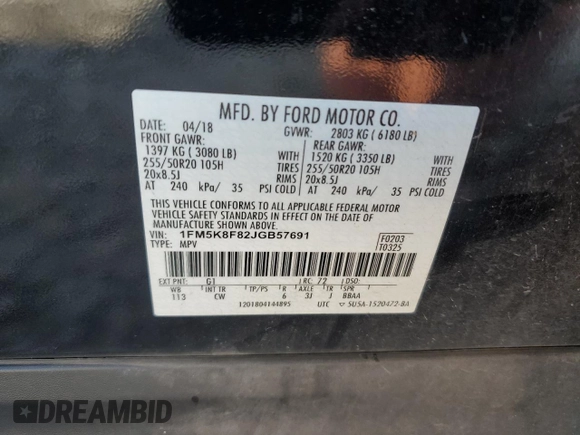 MFD. BY FORD MOTOR CO.
DATE: 04/18 GVWR: 2803 KG ( 6180 LB)
FRONT GAWR: REAR GAWR:
1397 KG ( 3080 LB) WITH 1520 KG ( 3350 LB) WITH
255/50R20 105H TIRES 255/50R20 105H TIRES
20x8.5J RIMS 20x8.5J RIMS
AT 240 kPa/ 35 PSI COLD AT 240 kPa/ 35 PSI COLD
THIS VEHICLE CONFORMS TO ALL APPLICABLE FEDERAL MOTOR
VEHICLE SAFETY STANDARDS IN EFFECT ON THE DATE OF MANUFACTURE
SHOWN ABOVE.
VIN: 1FM5K8F82JGB57691
TYPE: MPV
F0203
T0325
EXT PNT: G1 RC: 72 DSO:
WB INT TR TP/PS R AXLE TR SPR
113 CW 6 3J J BBAA
1201804144895 UTC 5USA-1520472-BA
DREAMBID